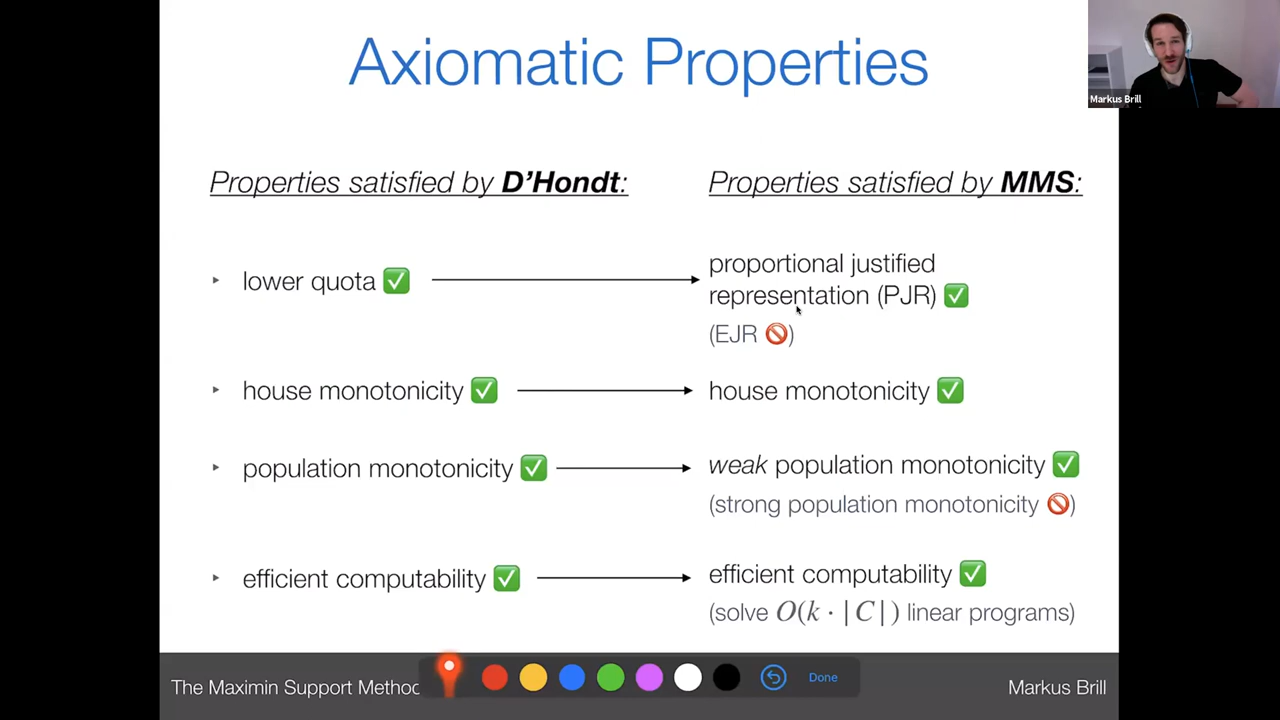 Axiomatic Properties
Markus Brill
Properties satisfied by D'Hondt:
Properties satisfied by MMS:
‣ lower quota ✅
proportional justified
representation (PJR) ✅
(EJR 🚫)
‣ house monotonicity ✅
house monotonicity ✅
‣ population monotonicity ✅
weak population monotonicity ✅
(strong population monotonicity 🚫)
‣ efficient computability ✅
efficient computability ✅
(solve O(k · |C|) linear programs)
The Maximin Support Method
Done
Markus Brill